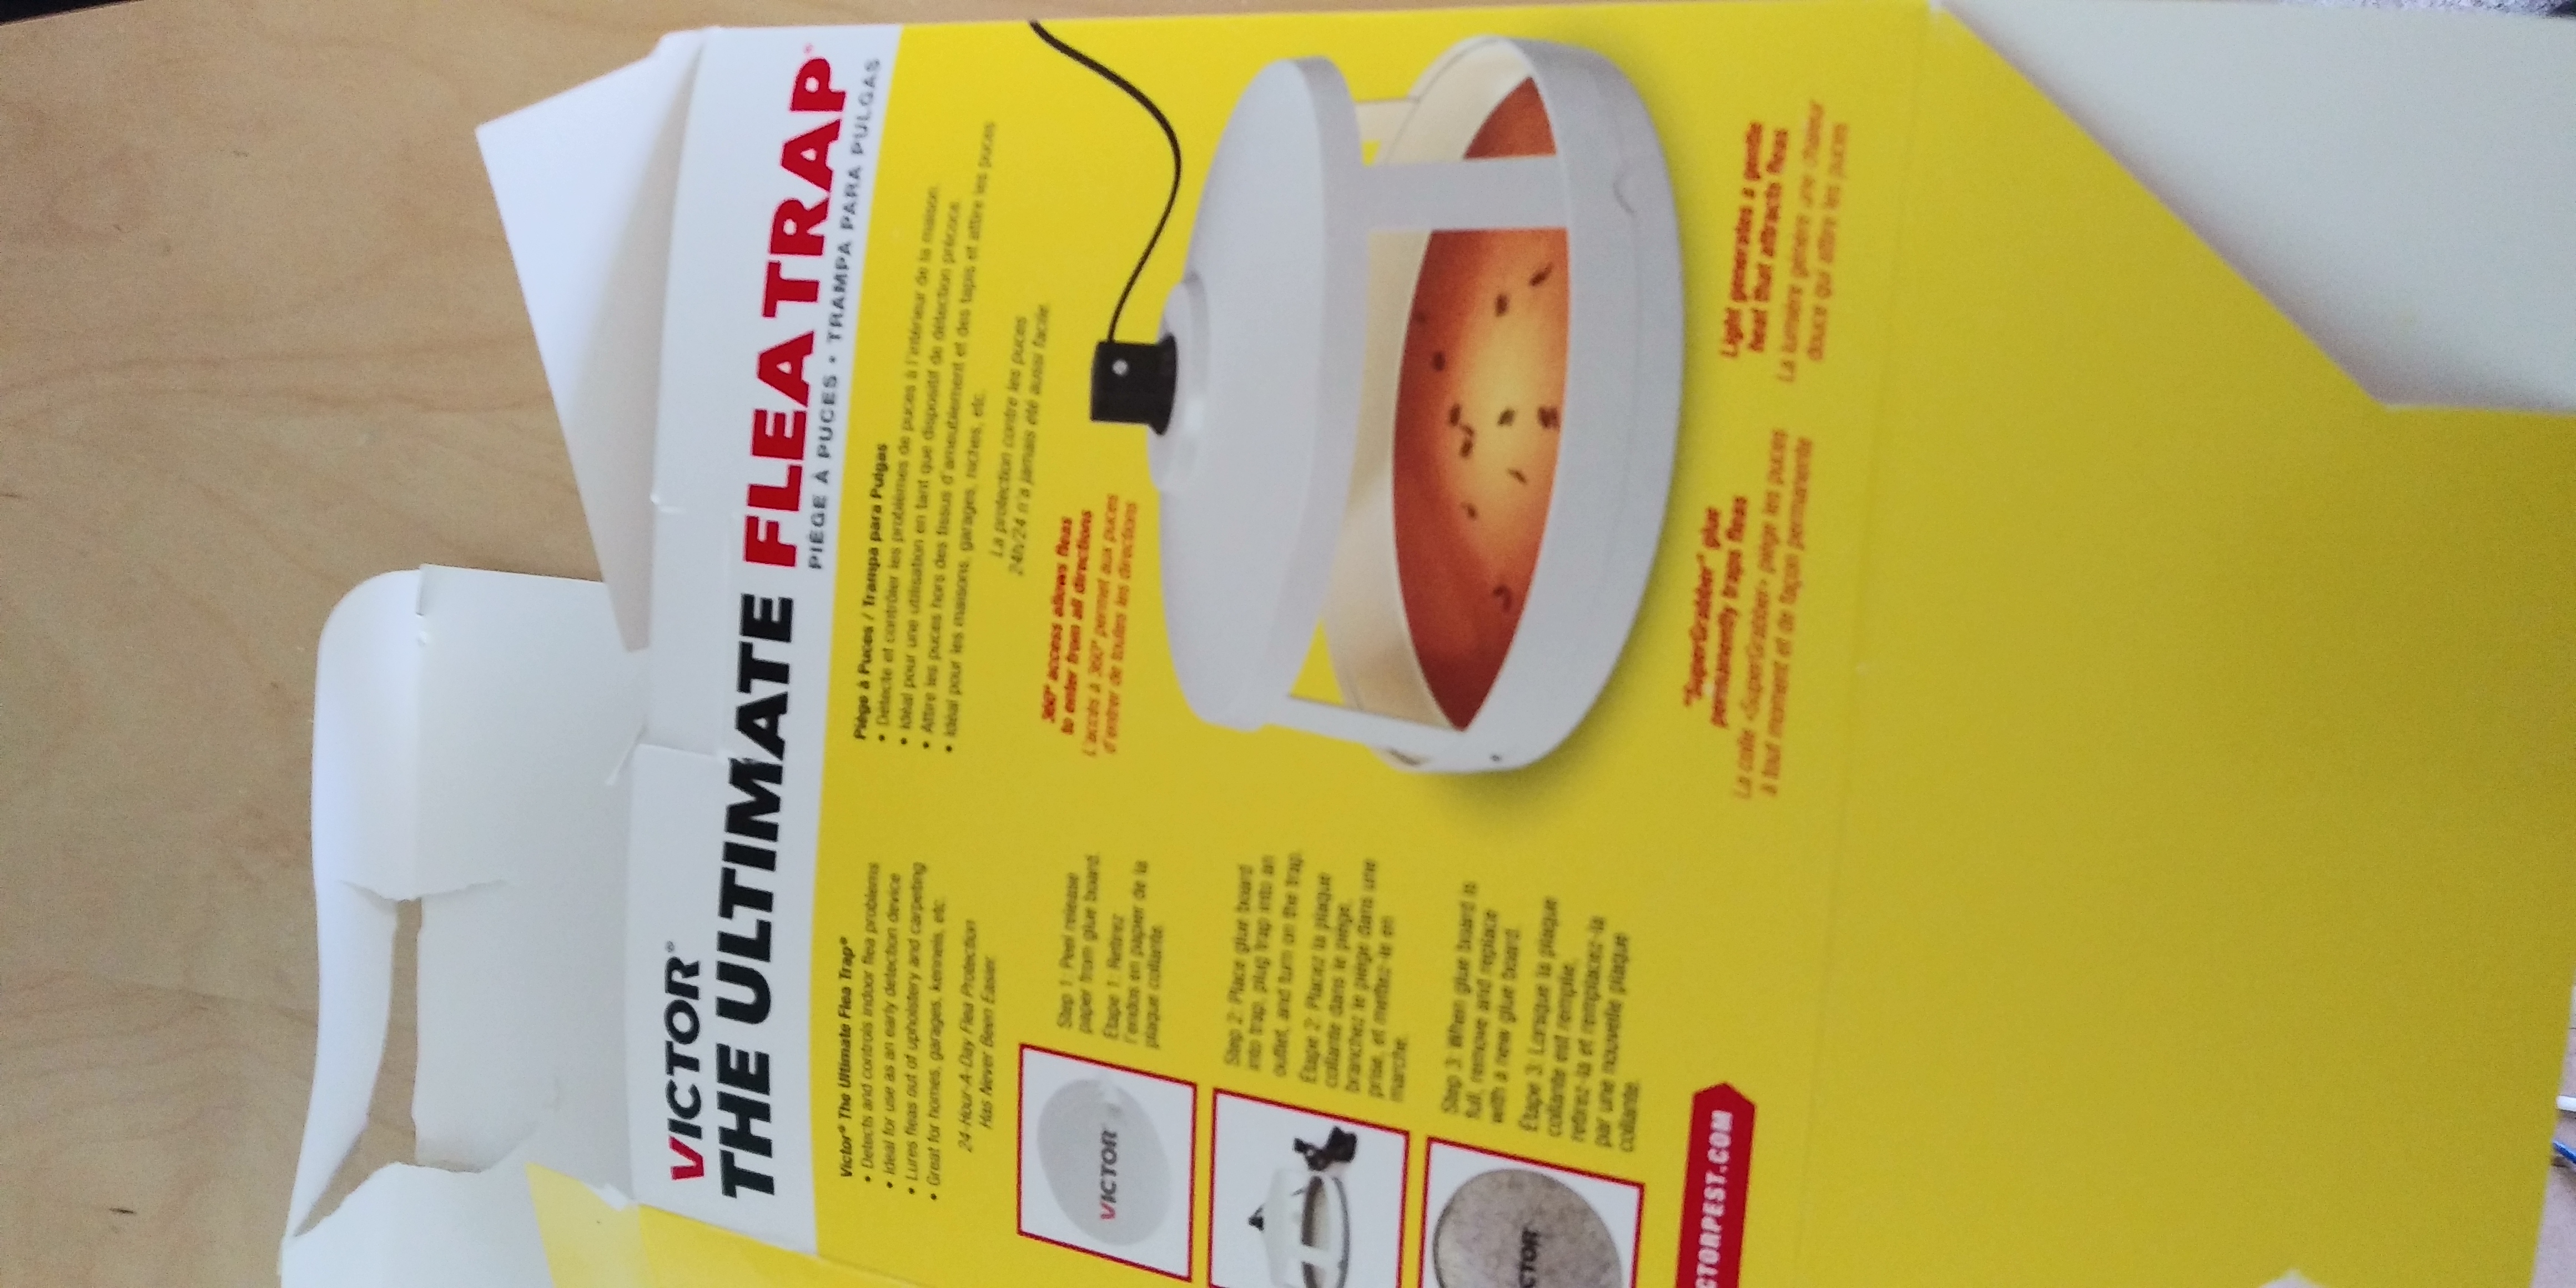 VICTOR®
THE ULTIMATE FLEA TRAP®
PIÈGE À PUCES • TRAMPA PARA PULGAS
Victor® The Ultimate Flea Trap®
• Detects and controls indoor flea problems
• Ideal for use as an early detection device
• Lures fleas out of upholstery and carpeting
• Great for homes, garages, kennels, etc.
24-Hour-A-Day Flea Protection
Has Never Been Easier.
Piège à Puces / Trampa para Pulgas
• Détecte et contrôler les problèmes de puces à l'intérieur de la maison.
• Idéal pour une utilisation en tant que dispositif de détection précoce.
• Attire les puces hors des tissus d'ameublement et des tapis et attire les puces
• Idéal pour les maisons, garages, niches, etc.
La protection contre les puces
24h/24 n'a jamais été aussi facile.
VICTOR
Step 1: Peel release
paper from glue board.
Étape 1: Retirez
l'endos en papier de la
plaque collante.
Step 2: Place glue board
into trap, plug trap into an
outlet, and turn on the trap.
Étape 2: Placez la plaque
collante dans le piège,
branchez le piège dans une
prise, et mettez-le en
marche.
CTOR
Step 3: When glue board is
full, remove and replace
with a new glue board.
Étape 3: Lorsque la plaque
collante est remplie,
retirez-la et remplacez-la
par une nouvelle plaque
collante.
CTORPEST.COM
360° access allows fleas
to enter from all directions
L'accès à 360° permet aux puces
d'entrer de toutes les directions
"SuperGrabber" glue
permanently traps fleas
La colle «SuperGrabber» piège les puces
à tout moment et de façon permanente
Light generates a gentle
heat that attracts fleas
La lumière génère une chaleur
douce qui attire les puces